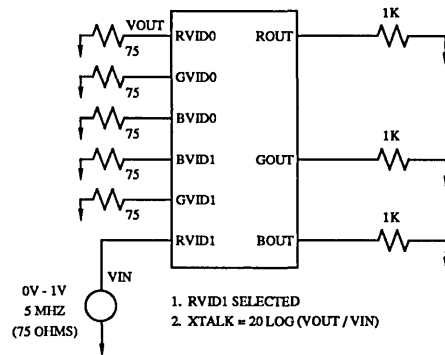 1K
VOUT
RVID0
ROUT
75
GVID0
75
BVID0
75
1K
BVID1
GOUT
75
GVID1
75
1K
RVID1
BOUT
VIN
0V - 1V
5 MHZ
(75 OHMS)
1. RVID1 SELECTED
2. XTALK = 20 LOG (VOUT / VIN)